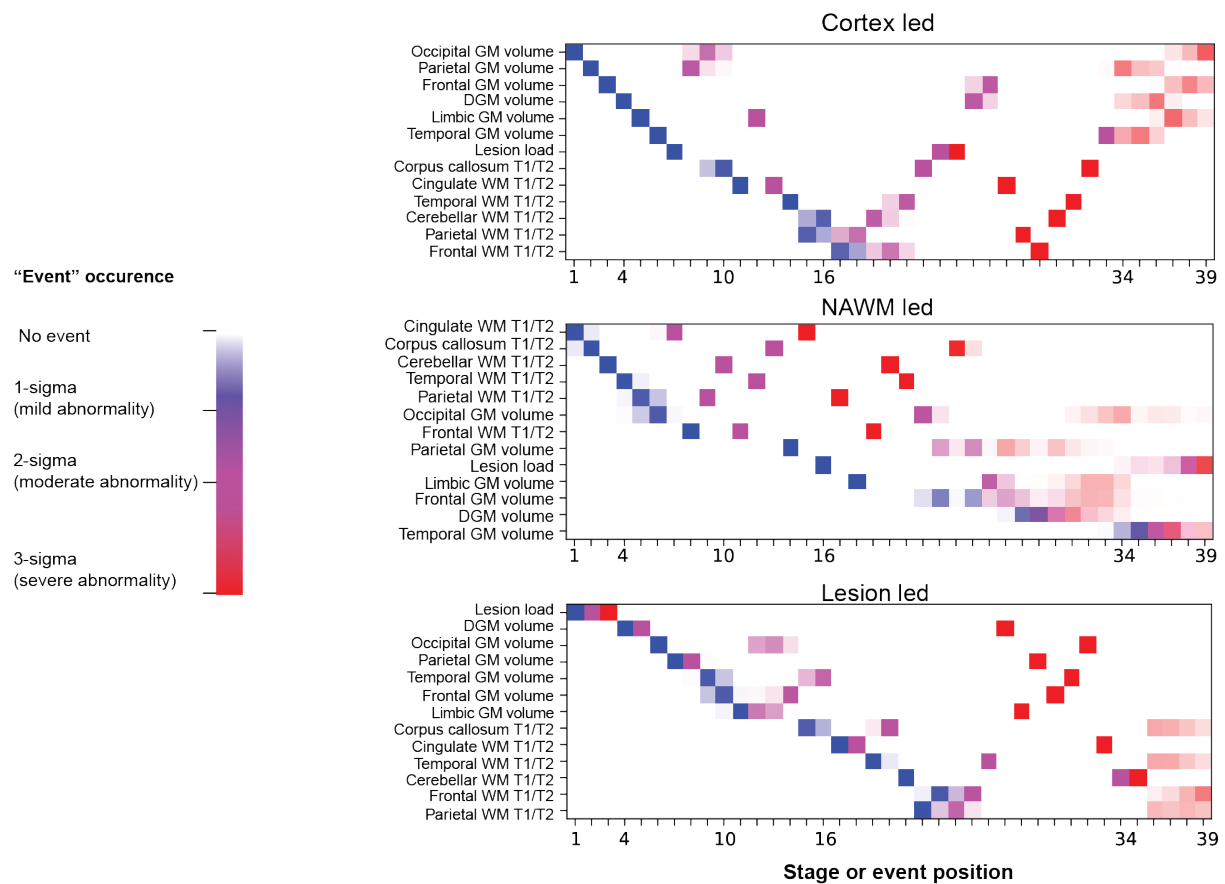 Cortex led
Occipital GM volume
Parietal GM volume
Frontal GM volume
DGM volume
Limbic GM volume
Temporal GM volume
Lesion load
Corpus callosum T1/T2
Cingulate WM T1/T2
Temporal WM T1/T2
Cerebellar WM T1/T2
Parietal WM T1/T2
Frontal WM T1/T2
1 4 10 16 34 39
“Event” occurence
No event
1-sigma
(mild abnormality)
2-sigma
(moderate abnormality)
3-sigma
(severe abnormality)
NAWM led
Cingulate WM T1/T2
Corpus callosum T1/T2
Cerebellar WM T1/T2
Temporal WM T1/T2
Parietal WM T1/T2
Occipital GM volume
Frontal WM T1/T2
Parietal GM volume
Lesion load
Limbic GM volume
Frontal GM volume
DGM volume
Temporal GM volume
1 4 10 16 34 39
Lesion led
Lesion load
DGM volume
Occipital GM volume
Parietal GM volume
Temporal GM volume
Frontal GM volume
Limbic GM volume
Corpus callosum T1/T2
Cingulate WM T1/T2
Temporal WM T1/T2
Cerebellar WM T1/T2
Frontal WM T1/T2
Parietal WM T1/T2
1 4 10 16 34 39
Stage or event position